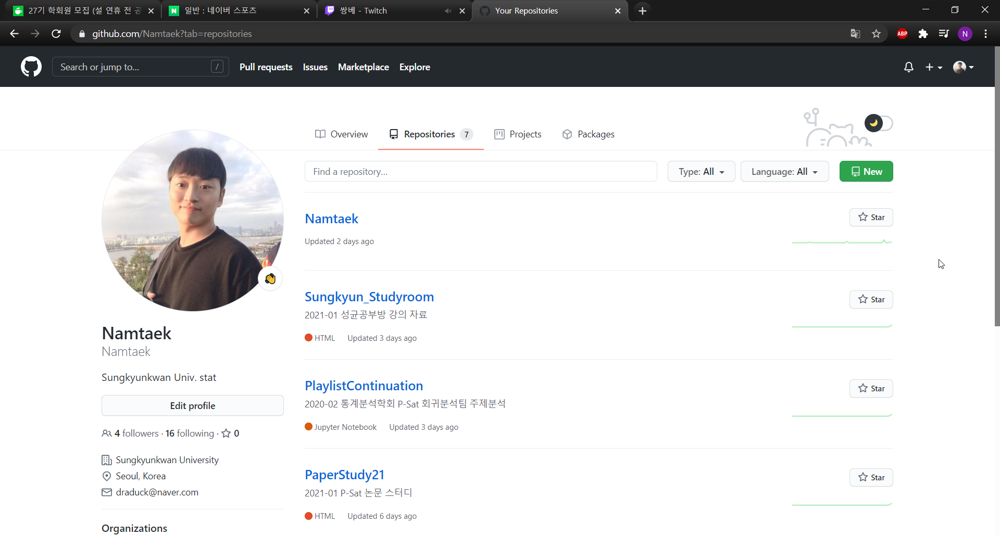 27기 학회원 모집 (설 연휴 전 공
일반 : 네이버 스포츠
쌍베 - Twitch
Your Repositories
github.com/Namtaek?tab=repositories
ABP
N
Search or jump to...
/
Pull requests
Issues
Marketplace
Explore
Overview
Repositories 7
Projects
Packages
Find a repository...
Type: All
Language: All
New
Namtaek
Star
Updated 2 days ago
Sungkyun_Studyroom
Star
2021-01 성균공부방 강의 자료
HTML Updated 3 days ago
PlaylistContinuation
Star
2020-02 통계분석학회 P-Sat 회귀분석팀 주제분석
Jupyter Notebook Updated 3 days ago
PaperStudy21
Star
2021-01 P-Sat 논문 스터디
HTML Updated 6 days ago
Namtaek
Namtaek
Sungkyunkwan Univ. stat
Edit profile
4 followers · 16 following · 0
Sungkyunkwan University
Seoul, Korea
draduck@naver.com
Organizations